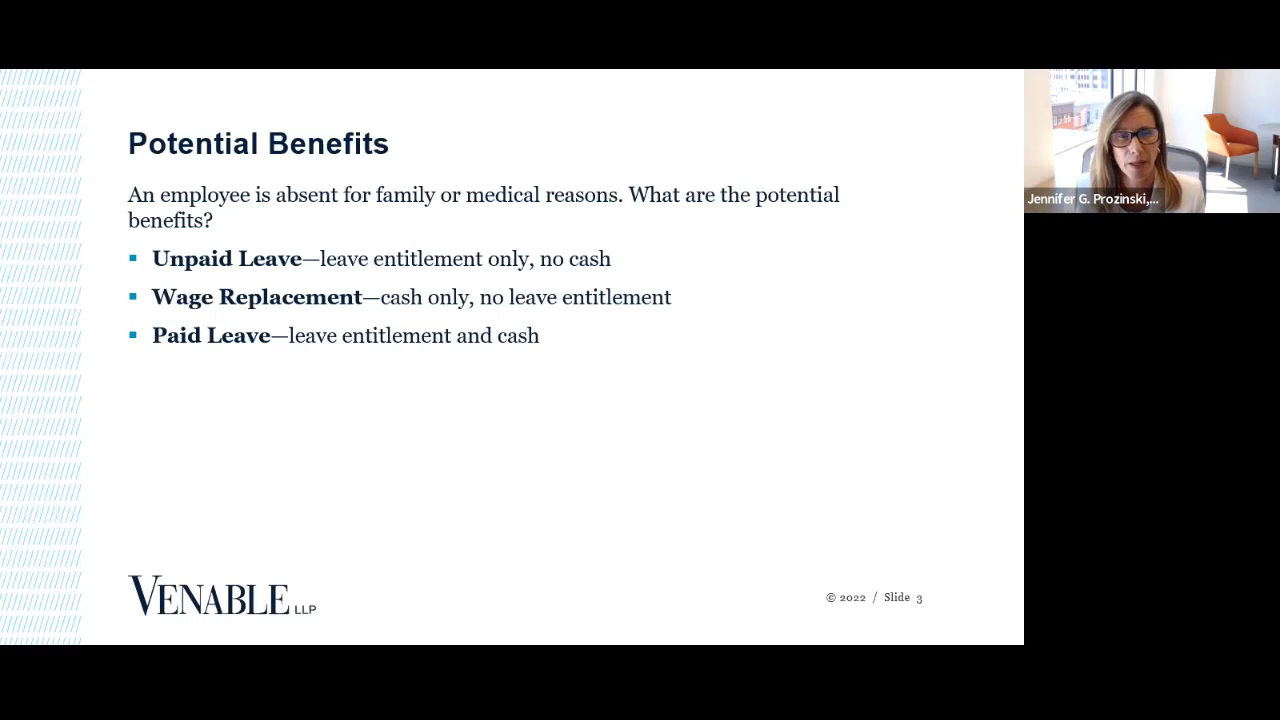 Potential Benefits
An employee is absent for family or medical reasons. What are the potential
benefits?
▪ Unpaid Leave—leave entitlement only, no cash
▪ Wage Replacement—cash only, no leave entitlement
▪ Paid Leave—leave entitlement and cash
VENABLE LLP
© 2022 / Slide 3
Jennifer G. Prozinski,...